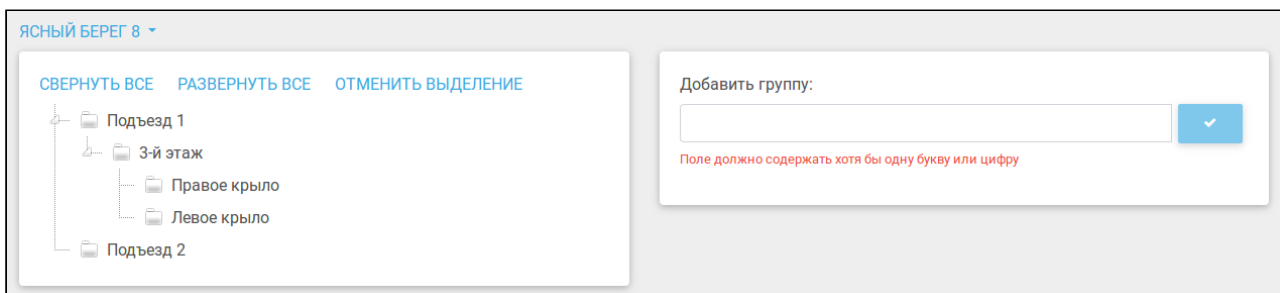 ЯСНЫЙ БЕРЕГ 8
СВЕРНУТЬ ВСЕ РАЗВЕРНУТЬ ВСЕ ОТМЕНИТЬ ВЫДЕЛЕНИЕ
Подъезд 1
3-й этаж
Правое крыло
Левое крыло
Подъезд 2
Добавить группу:
Поле должно содержать хотя бы одну букву или цифру